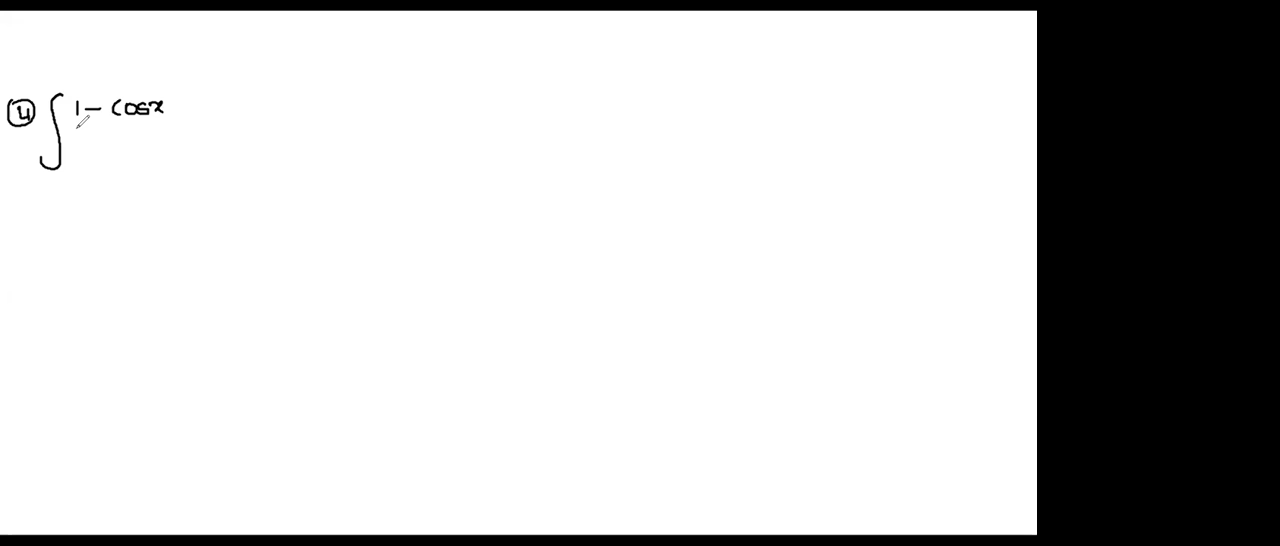 ④ ∫ 1 - cosx